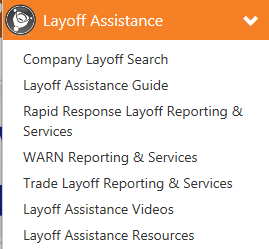 Layoff Assistance
Company Layoff Search
Layoff Assistance Guide
Rapid Response Layoff Reporting &
Services
WARN Reporting & Services
Trade Layoff Reporting & Services
Layoff Assistance Videos
Layoff Assistance Resources